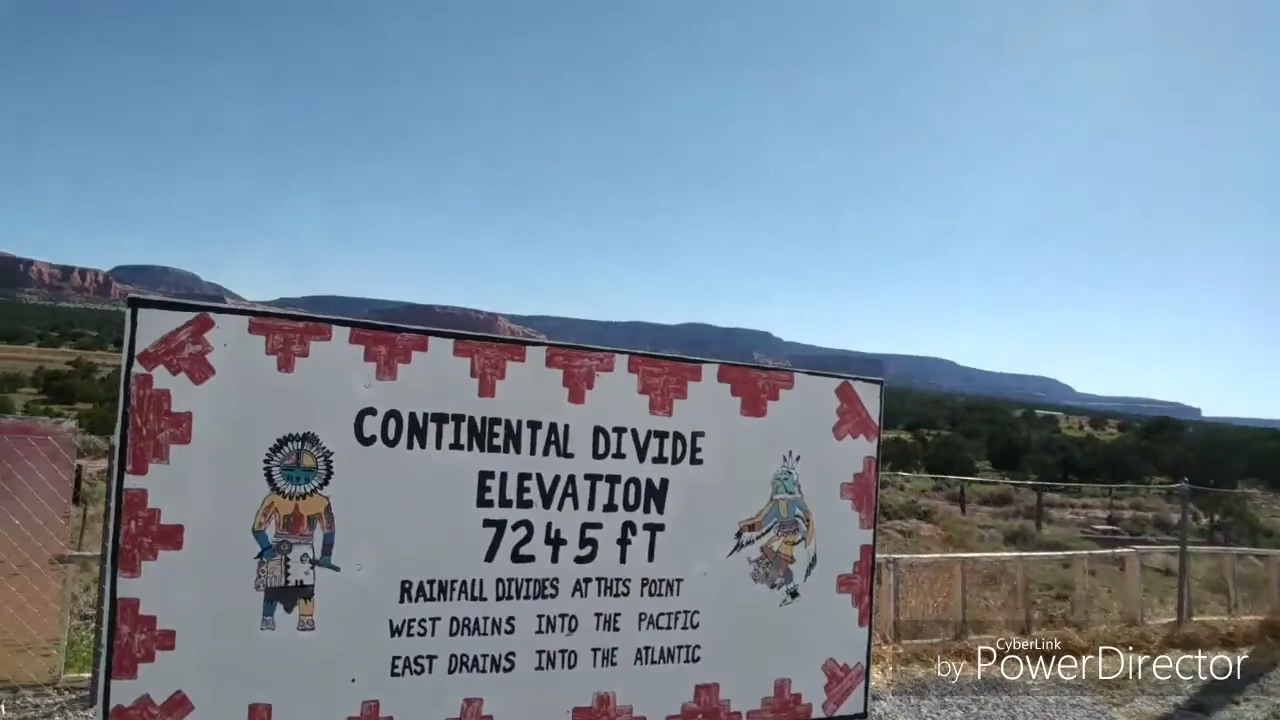 CONTINENTAL DIVIDE
ELEVATION
7245 fT
RAINFALL DIVIDES AT THIS POINT
WEST DRAINS INTO THE PACIFIC
EAST DRAINS INTO THE ATLANTIC
CyberLink
by PowerDirector